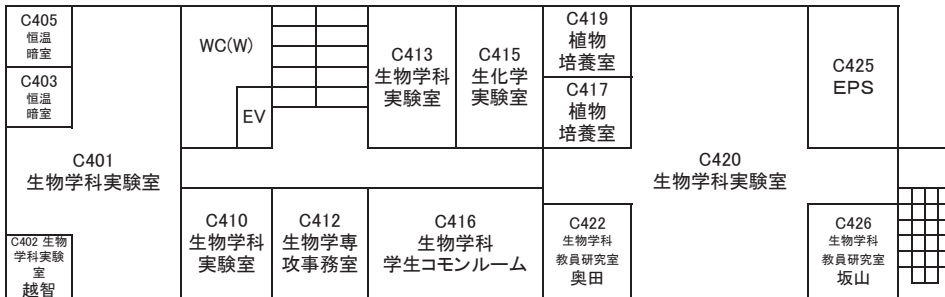 C405
恒温
暗室
C403
恒温
暗室
C401
生物学科実験室
C402 生物
学科実験
室
越智
WC(W)
EV
C413
生物学科
実験室
C415
生化学
実験室
C419
植物
培養室
C417
植物
培養室
C425
EPS
C420
生物学科実験室
C410
生物学科
実験室
C412
生物学専
攻事務室
C416
生物学科
学生コモンルーム
C422
生物学科
教員研究室
奥田
C426
生物学科
教員研究室
坂山